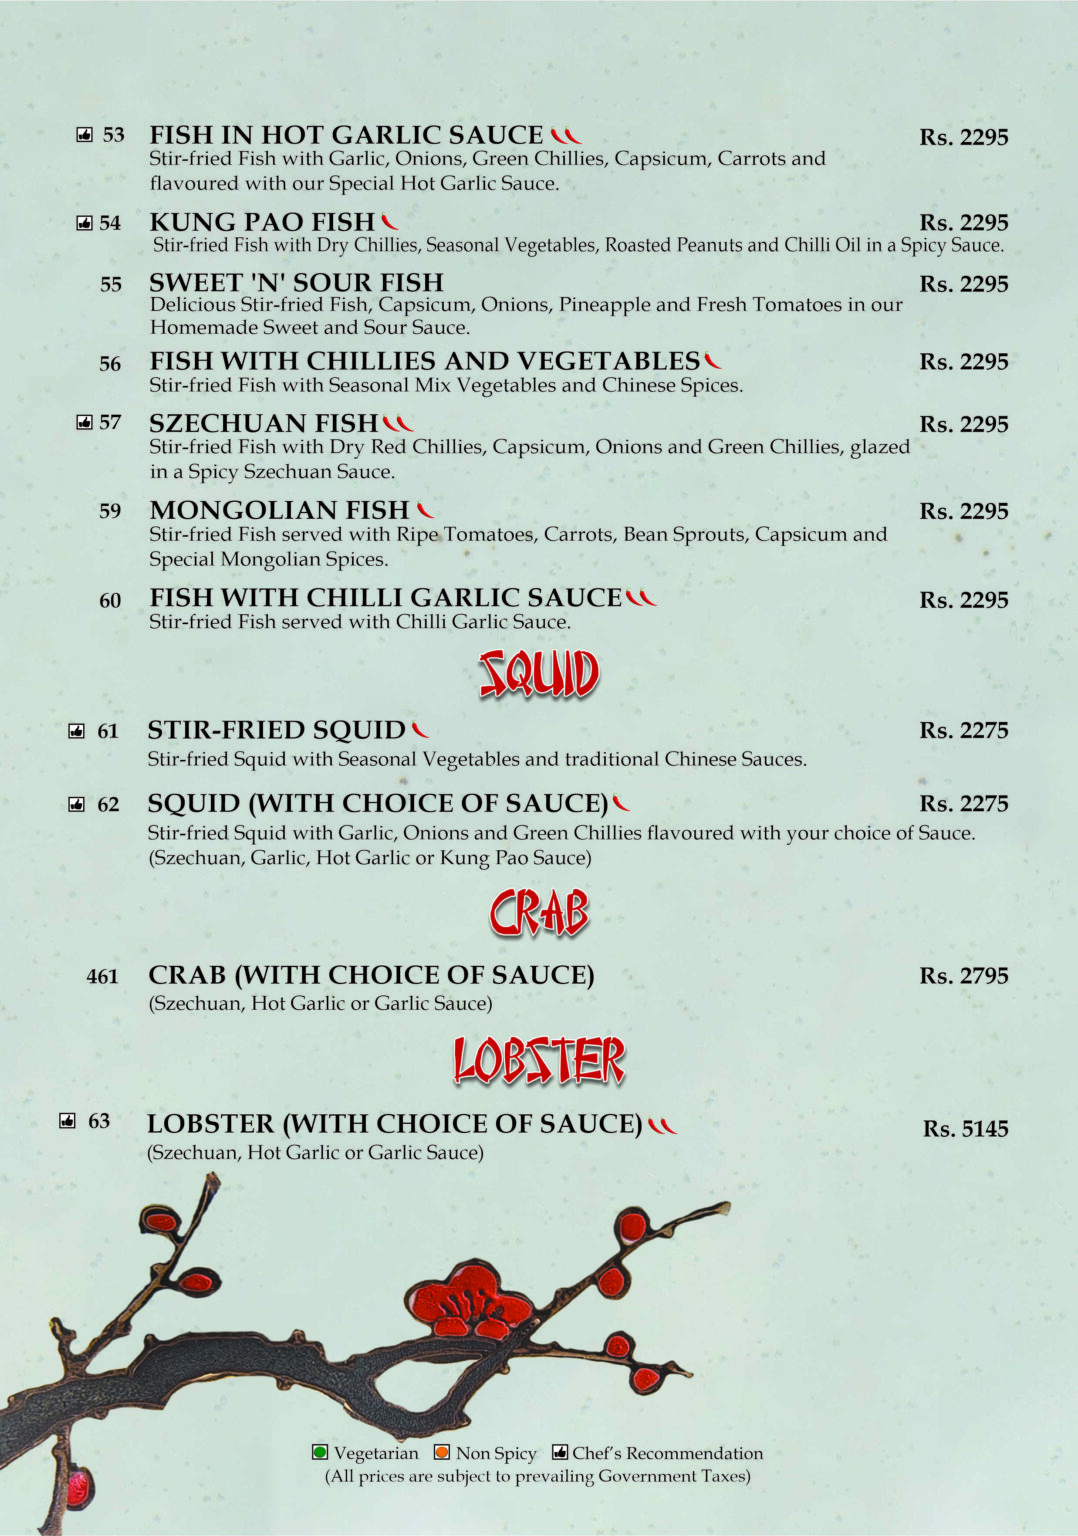 53 FISH IN HOT GARLIC SAUCE Rs. 2295
Stir-fried Fish with Garlic, Onions, Green Chillies, Capsicum, Carrots and
flavoured with our Special Hot Garlic Sauce.
54 KUNG PAO FISH Rs. 2295
Stir-fried Fish with Dry Chillies, Seasonal Vegetables, Roasted Peanuts and Chilli Oil in a Spicy Sauce.
55 SWEET 'N' SOUR FISH Rs. 2295
Delicious Stir-fried Fish, Capsicum, Onions, Pineapple and Fresh Tomatoes in our
Homemade Sweet and Sour Sauce.
56 FISH WITH CHILLIES AND VEGETABLES Rs. 2295
Stir-fried Fish with Seasonal Mix Vegetables and Chinese Spices.
57 SZECHUAN FISH Rs. 2295
Stir-fried Fish with Dry Red Chillies, Capsicum, Onions and Green Chillies, glazed
in a Spicy Szechuan Sauce.
59 MONGOLIAN FISH Rs. 2295
Stir-fried Fish served with Ripe Tomatoes, Carrots, Bean Sprouts, Capsicum and
Special Mongolian Spices.
60 FISH WITH CHILLI GARLIC SAUCE Rs. 2295
Stir-fried Fish served with Chilli Garlic Sauce.
SQUID
61 STIR-FRIED SQUID Rs. 2275
Stir-fried Squid with Seasonal Vegetables and traditional Chinese Sauces.
62 SQUID (WITH CHOICE OF SAUCE) Rs. 2275
Stir-fried Squid with Garlic, Onions and Green Chillies flavoured with your choice of Sauce.
(Szechuan, Garlic, Hot Garlic or Kung Pao Sauce)
CRAB
461 CRAB (WITH CHOICE OF SAUCE) Rs. 2795
(Szechuan, Hot Garlic or Garlic Sauce)
LOBSTER
63 LOBSTER (WITH CHOICE OF SAUCE) Rs. 5145
(Szechuan, Hot Garlic or Garlic Sauce)
Vegetarian Non Spicy Chef's Recommendation
(All prices are subject to prevailing Government Taxes)